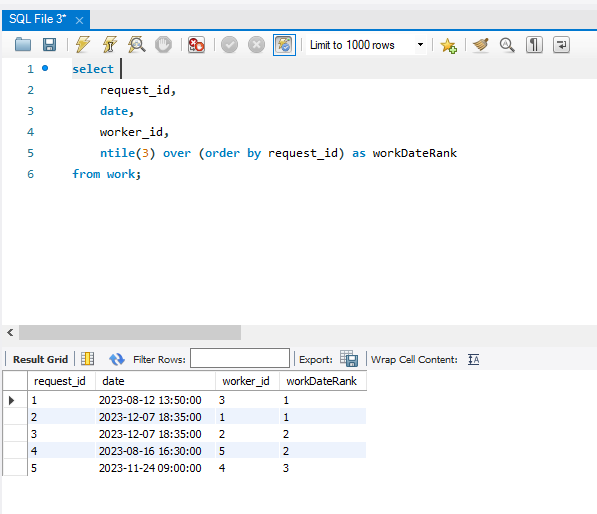 SQL File 3*
Limit to 1000 rows
1 select
2 request_id,
3 date,
4 worker_id,
5 ntile(3) over (order by request_id) as workDateRank
6 from work;
Result Grid Filter Rows: Export: Wrap Cell Content:
request_id date worker_id workDateRank
1 2023-08-12 13:50:00 3 1
2 2023-12-07 18:35:00 1 1
3 2023-12-07 18:35:00 2 2
4 2023-08-16 16:30:00 5 2
5 2023-11-24 09:00:00 4 3